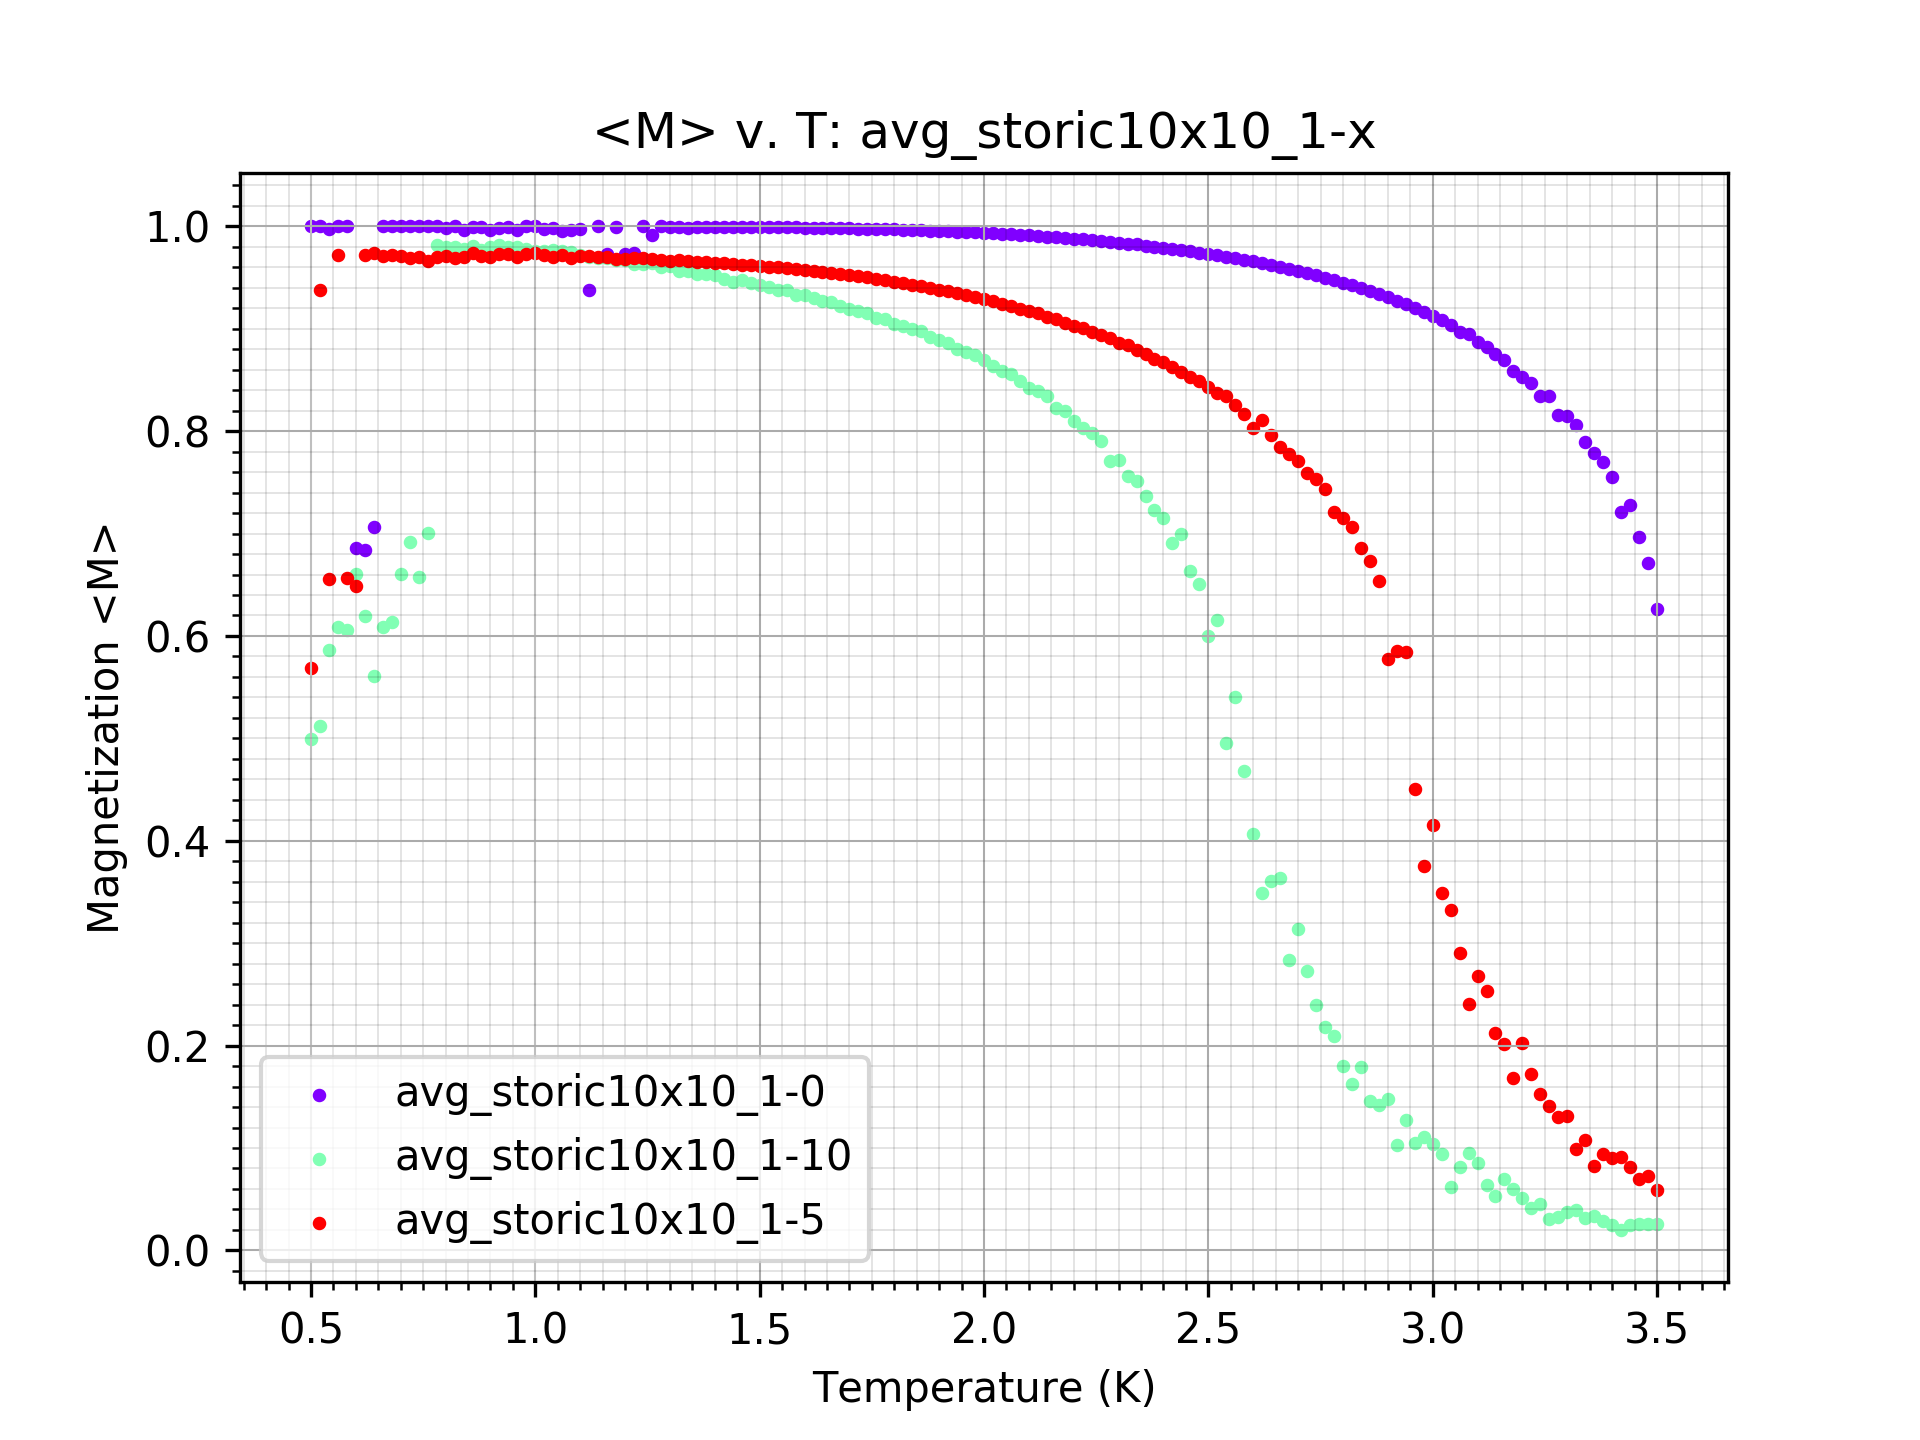 <M> v. T: avg_storic10x10_1-x
Magnetization <M>
1.0
0.8
0.6
0.4
0.2
0.0
avg_storic10x10_1-0
avg_storic10x10_1-10
avg_storic10x10_1-5
0.5 1.0 1.5 2.0 2.5 3.0 3.5
Temperature (K)